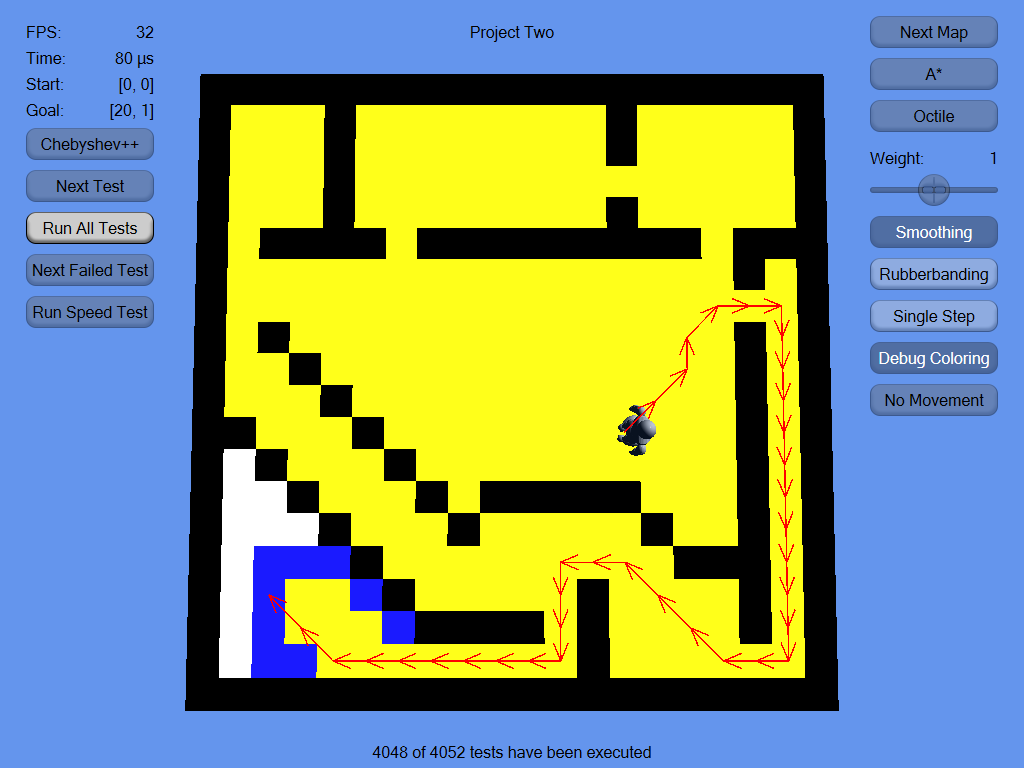 FPS: 32
Time: 80 µs
Start: [0, 0]
Goal: [20, 1]
Chebyshev++
Next Test
Run All Tests
Next Failed Test
Run Speed Test
Project Two
Next Map
A*
Octile
Weight: 1
Smoothing
Rubberbanding
Single Step
Debug Coloring
No Movement
4048 of 4052 tests have been executed